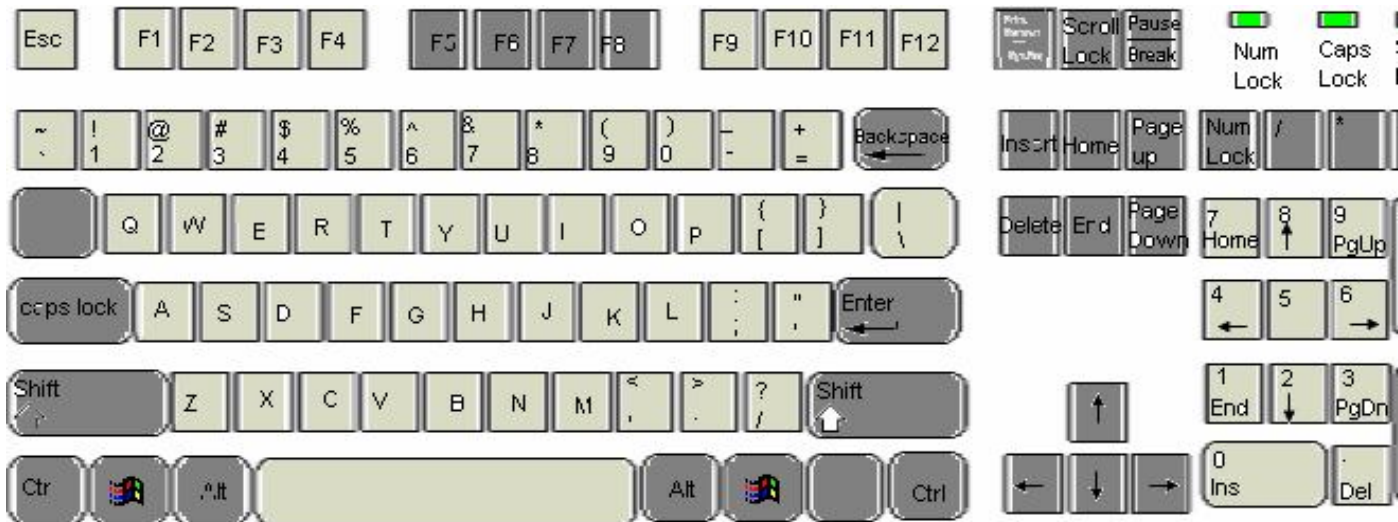 Esc F1 F2 F3 F4 F5 F6 F7 F8 F9 F10 F11 F12 Scroll Lock Pause Break Num Lock Caps Lock
~ ` ! 1 @ 2 # 3 $ 4 % 5 ^ 6 & 7 * 8 ( 9 ) 0 _ - + = Backspace Insert Home Page up Num Lock / *
Q W E R T Y U I O P { [ } ] | \ Delete End Page Down 7 Home 8 9 PgUp
caps lock A S D F G H J K L : ; " ' Enter 4 5 6
Shift Z X C V B N M < , > . ? / Shift 1 End 2 3 PgDn
Ctr Alt Alt Ctrl 0 Ins . Del